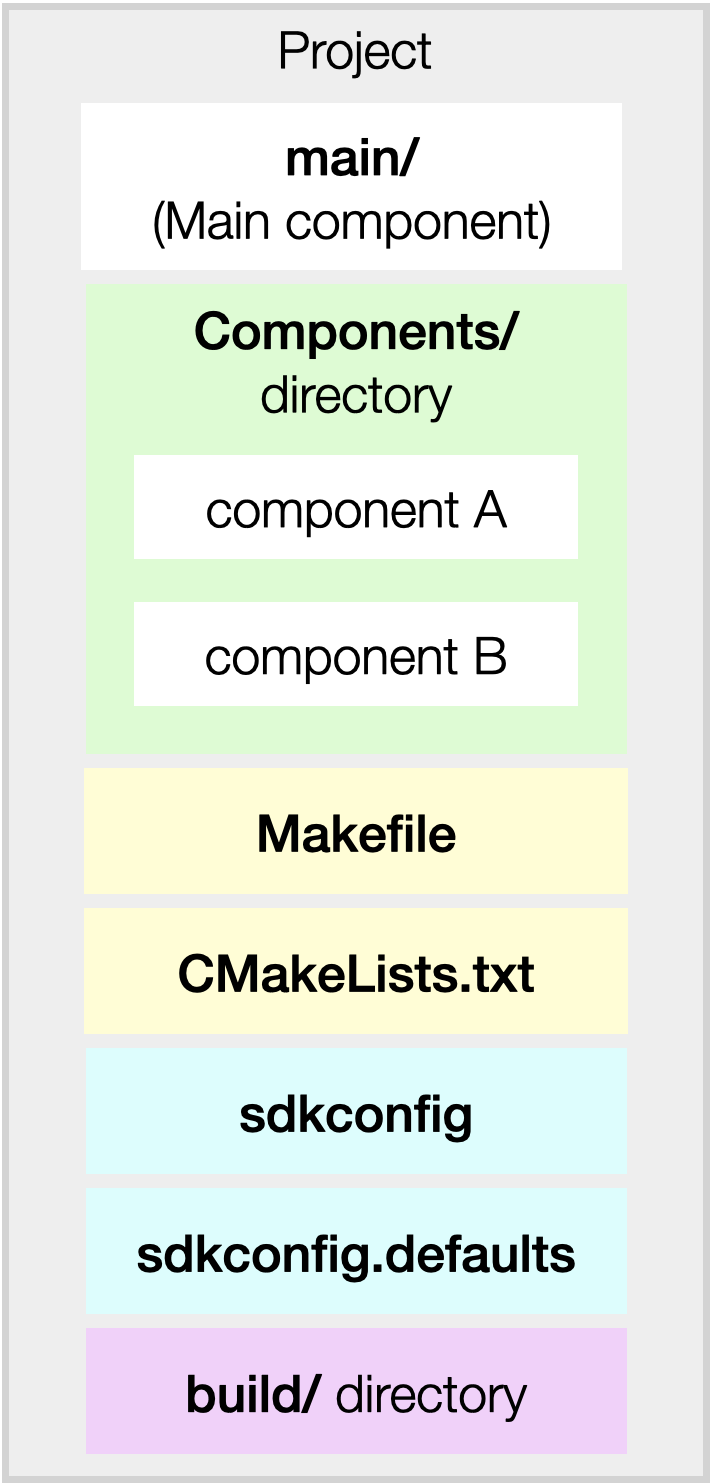 Project
main/
(Main component)
Components/
directory
component A
component B
Makefile
CMakeLists.txt
sdkconfig
sdkconfig.defaults
build/ directory